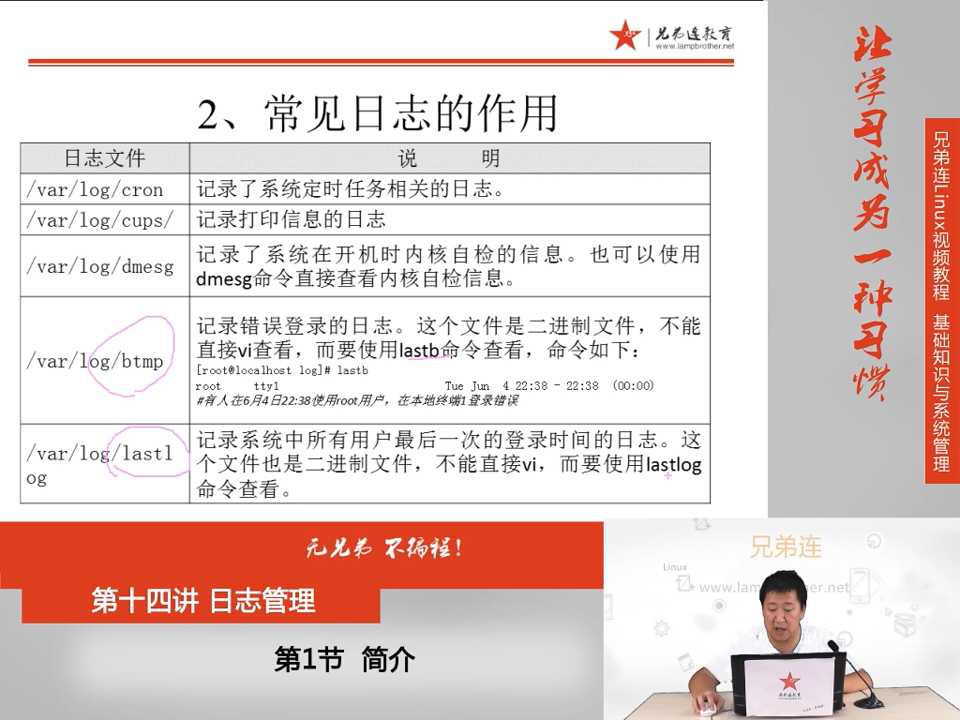 兄弟连教育
www.lampbrother.net
2、常见日志的作用
日志文件 说 明
/var/log/cron 记录了系统定时任务相关的日志。
/var/log/cups/ 记录打印信息的日志
/var/log/dmesg 记录了系统在开机时内核自检的信息。也可以使用
dmesg命令直接查看内核自检信息。
/var/log/btmp 记录错误登录的日志。这个文件是二进制文件，不能
直接vi查看，而要使用lastb命令查看，命令如下：
[root@localhost log]# lastb
root tty1 Tue Jun 4 22:38 - 22:38 (00:00)
#有人在6月4日22:38使用root用户，在本地终端1登录错误
/var/log/lastl
og
记录系统中所有用户最后一次的登录时间的日志。这
个文件也是二进制文件，不能直接vi，而要使用lastlog
命令查看。
让学习成为一种习惯
兄弟连Linux视频教程 基础知识与系统管理
无兄弟 不编程！
第十四讲 日志管理
第1节 简介
兄弟连
Linux
www.lam net
兄弟连教育